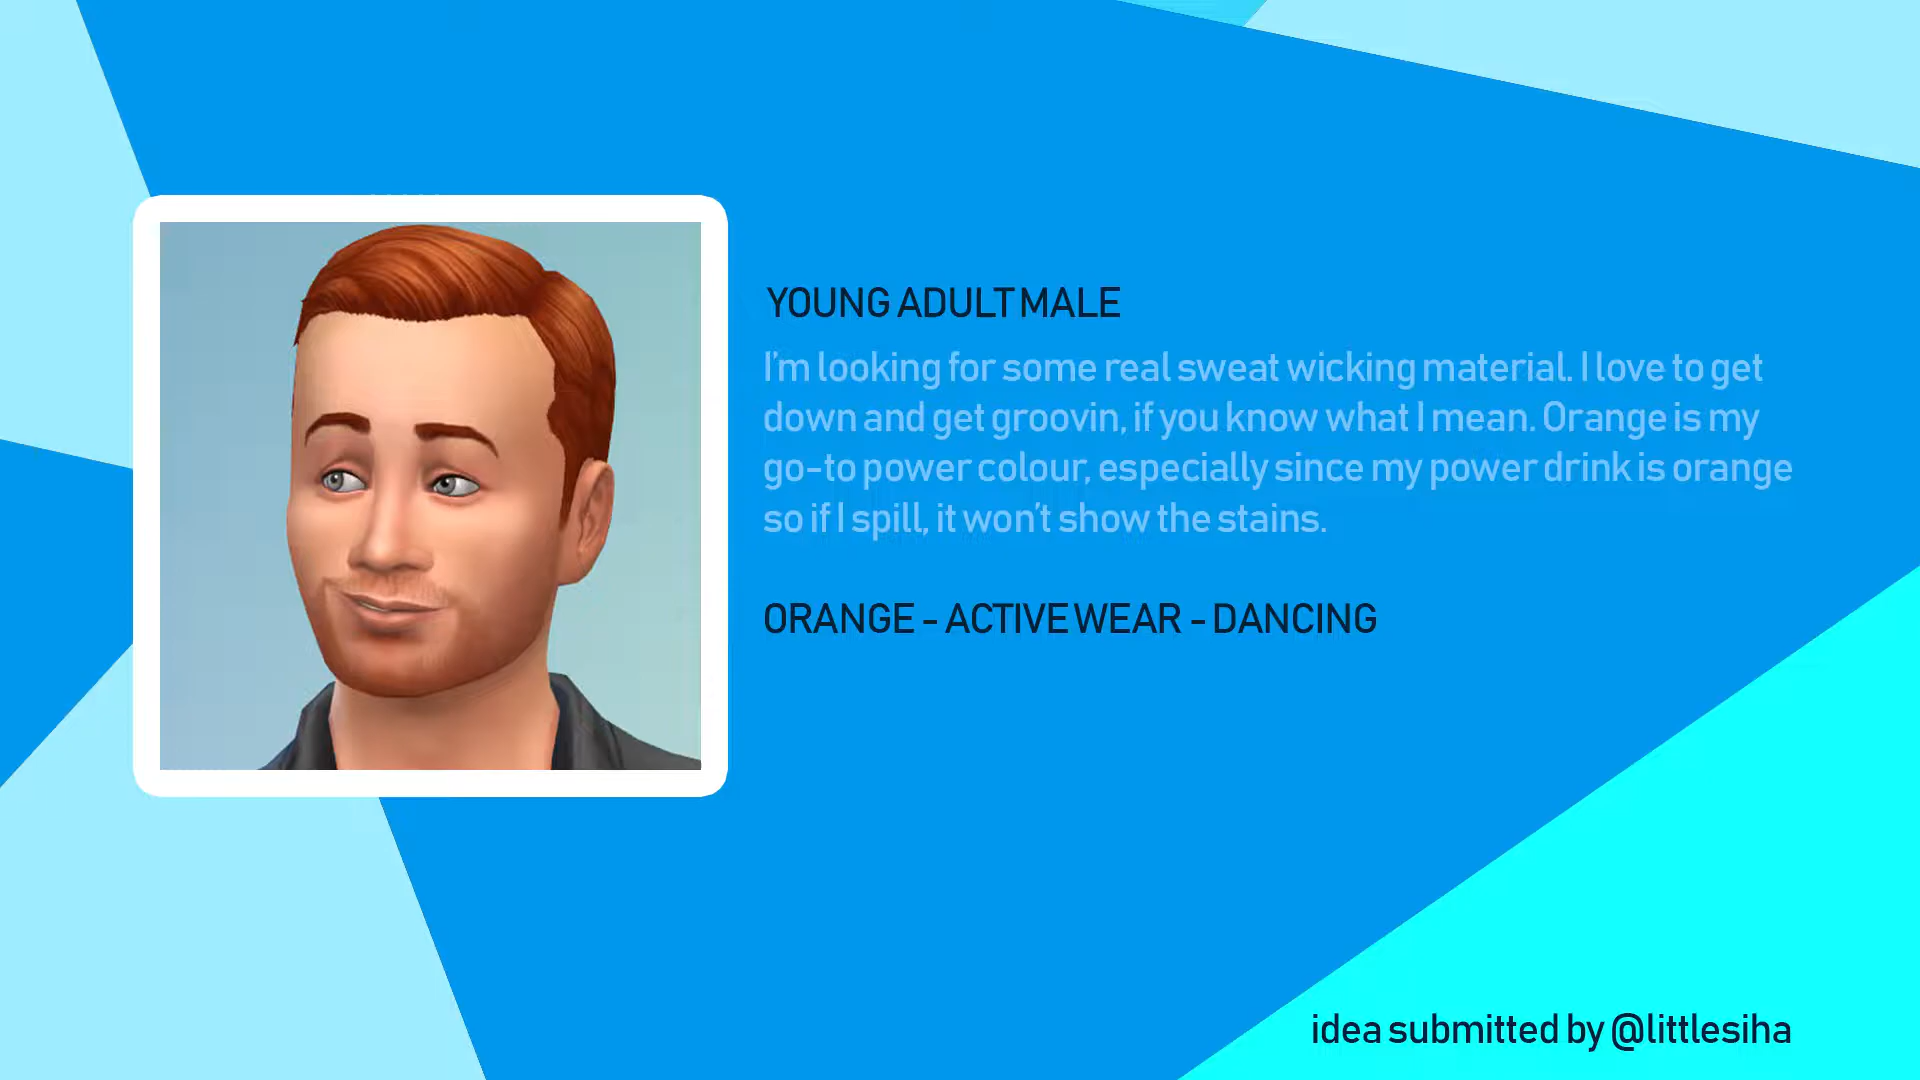 YOUNG ADULT MALE
I'm looking for some real sweat wicking material. I love to get
down and get groovin, if you know what I mean. Orange is my
go-to power colour, especially since my power drink is orange
so if I spill, it won't show the stains.
ORANGE - ACTIVE WEAR - DANCING
idea submitted by @littlesiha